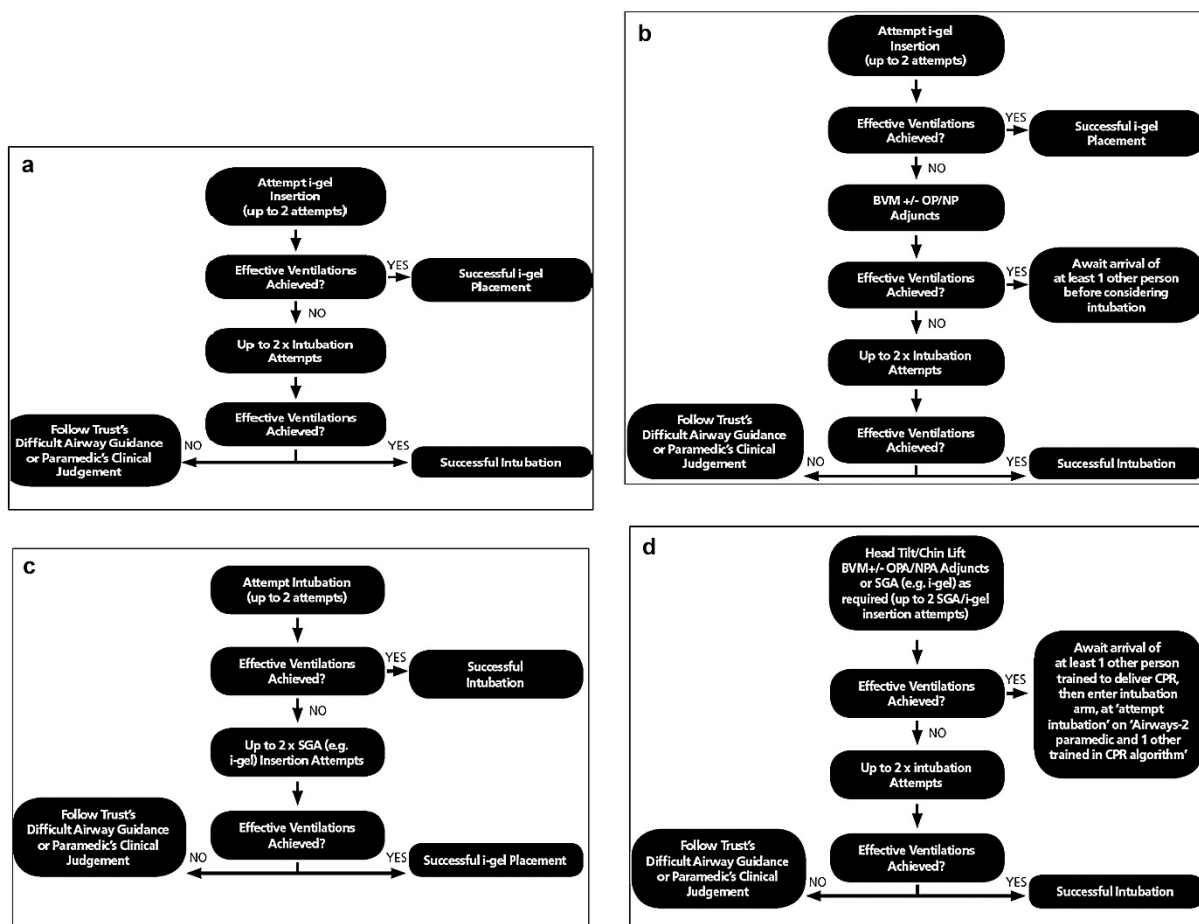 a
Attempt i-gel
Insertion
(up to 2 attempts)
Effective Ventilations
Achieved?
YES
Successful i-gel
Placement
NO
Up to 2 x Intubation
Attempts
Effective Ventilations
Achieved?
Follow Trust's
Difficult Airway Guidance
or Paramedic's Clinical
Judgement
NO
YES
Successful Intubation
b
Attempt i-gel
Insertion
(up to 2 attempts)
Effective Ventilations
Achieved?
YES
Successful i-gel
Placement
NO
BVM +/- OP/NP
Adjuncts
Effective Ventilations
Achieved?
YES
Await arrival of
at least 1 other person
before considering
intubation
NO
Up to 2 x Intubation
Attempts
Effective Ventilations
Achieved?
Follow Trust's
Difficult Airway Guidance
or Paramedic's Clinical
Judgement
NO
YES
Successful Intubation
c
Attempt Intubation
(up to 2 attempts)
Effective Ventilations
Achieved?
YES
Successful
Intubation
NO
Up to 2 x SGA (e.g.
i-gel) Insertion Attempts
Effective Ventilations
Achieved?
Follow Trust's
Difficult Airway Guidance
or Paramedic's Clinical
Judgement
NO
YES
Successful i-gel Placement
d
Head Tilt/Chin Lift
BVM+/- OPA/NPA Adjuncts
or SGA (e.g. i-gel) as
required (up to 2 SGA/i-gel
insertion attempts)
Effective Ventilations
Achieved?
YES
Await arrival of
at least 1 other person
trained to deliver CPR,
then enter intubation
arm, at 'attempt
intubation' on 'Airways-2
paramedic and 1 other
trained in CPR algorithm'
NO
Up to 2 x intubation
Attempts
Effective Ventilations
Achieved?
Follow Trust's
Difficult Airway Guidance
or Paramedic's Clinical
Judgement
NO
YES
Successful Intubation